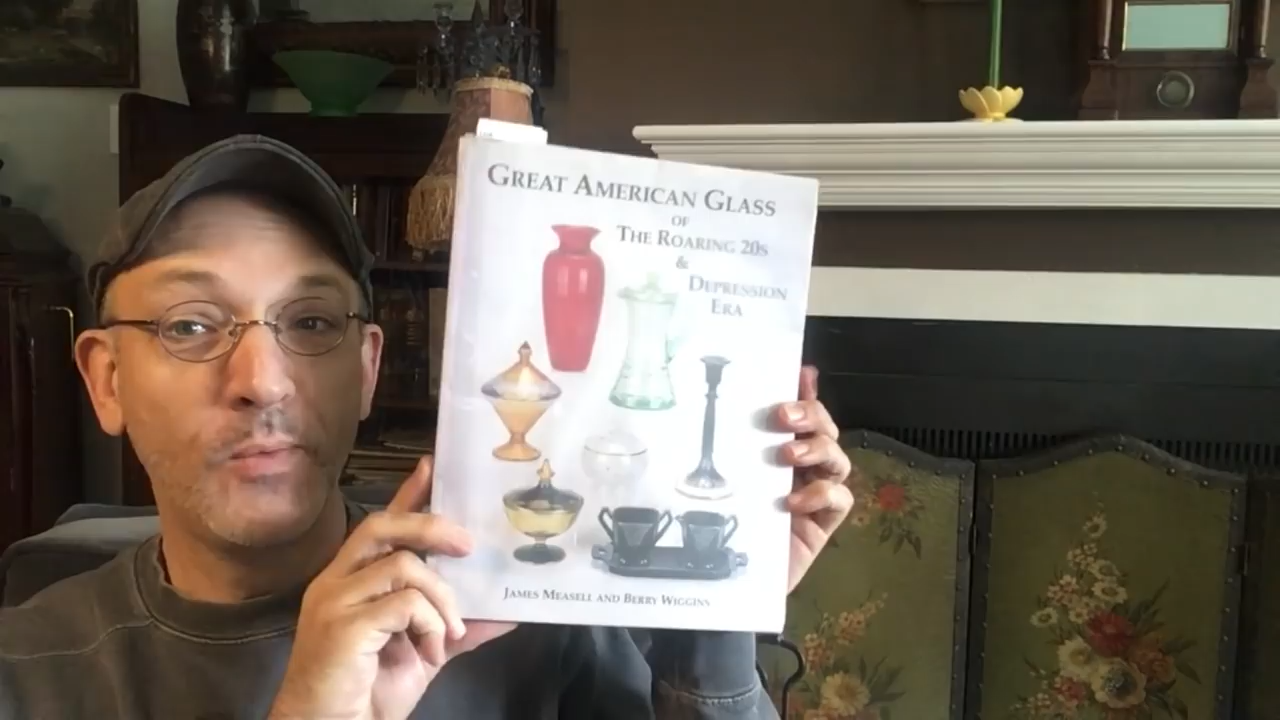 GREAT AMERICAN GLASS
OF
THE ROARING 20S
&
DEPRESSION
ERA
JAMES MEASELL AND BERRY WIGGINS